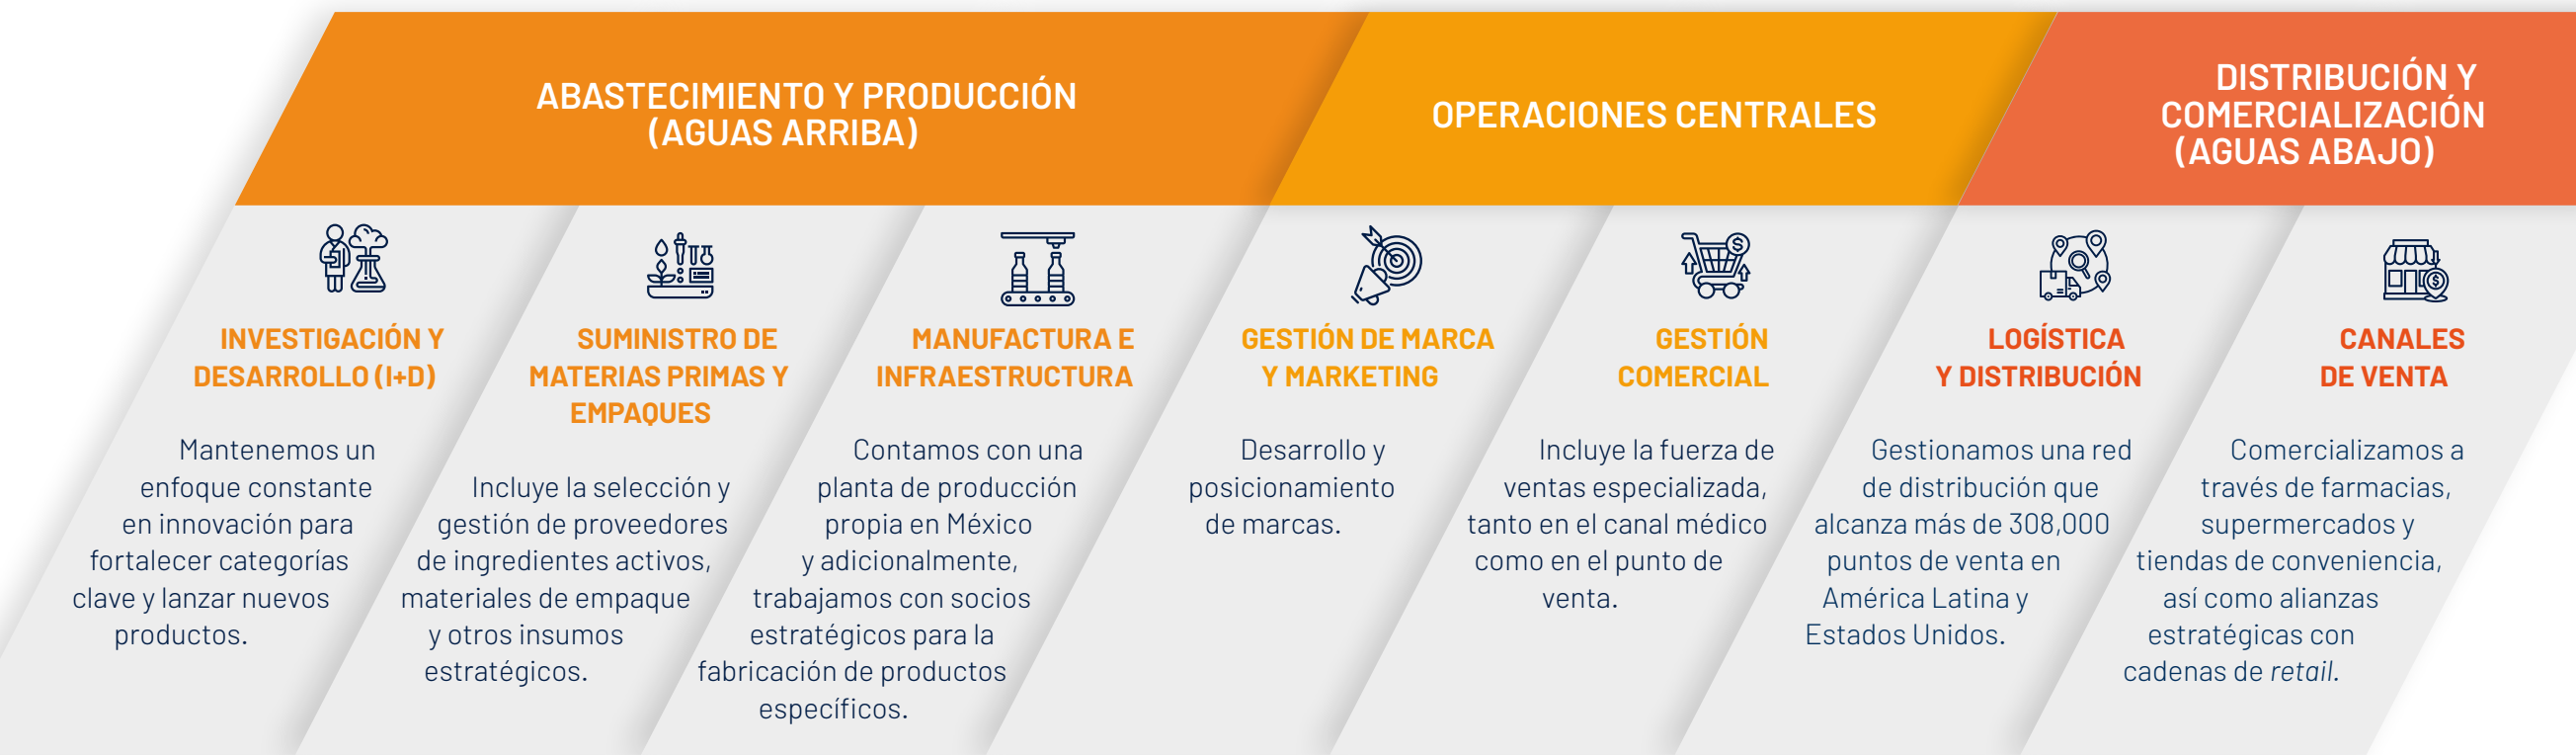 ABASTECIMIENTO Y PRODUCCIÓN
(AGUAS ARRIBA)
OPERACIONES CENTRALES
DISTRIBUCIÓN Y
COMERCIALIZACIÓN
(AGUAS ABAJO)
INVESTIGACIÓN Y
DESARROLLO (I+D)
Mantenemos un
enfoque constante
en innovación para
fortalecer categorías
clave y lanzar nuevos
productos.
SUMINISTRO DE
MATERIAS PRIMAS Y
EMPAQUES
Incluye la selección y
gestión de proveedores
de ingredientes activos,
materiales de empaque
y otros insumos
estratégicos.
MANUFACTURA E
INFRAESTRUCTURA
Contamos con una
planta de producción
propia en México
y adicionalmente,
trabajamos con socios
estratégicos para la
fabricación de productos
específicos.
GESTIÓN DE MARCA
Y MARKETING
Desarrollo y
posicionamiento
de marcas.
GESTIÓN
COMERCIAL
Incluye la fuerza de
ventas especializada,
tanto en el canal médico
como en el punto de
venta.
LOGÍSTICA
Y DISTRIBUCIÓN
Gestionamos una red
de distribución que
alcanza más de 308,000
puntos de venta en
América Latina y
Estados Unidos.
CANALES
DE VENTA
Comercializamos a
través de farmacias,
supermercados y
tiendas de conveniencia,
así como alianzas
estratégicas con
cadenas de retail.